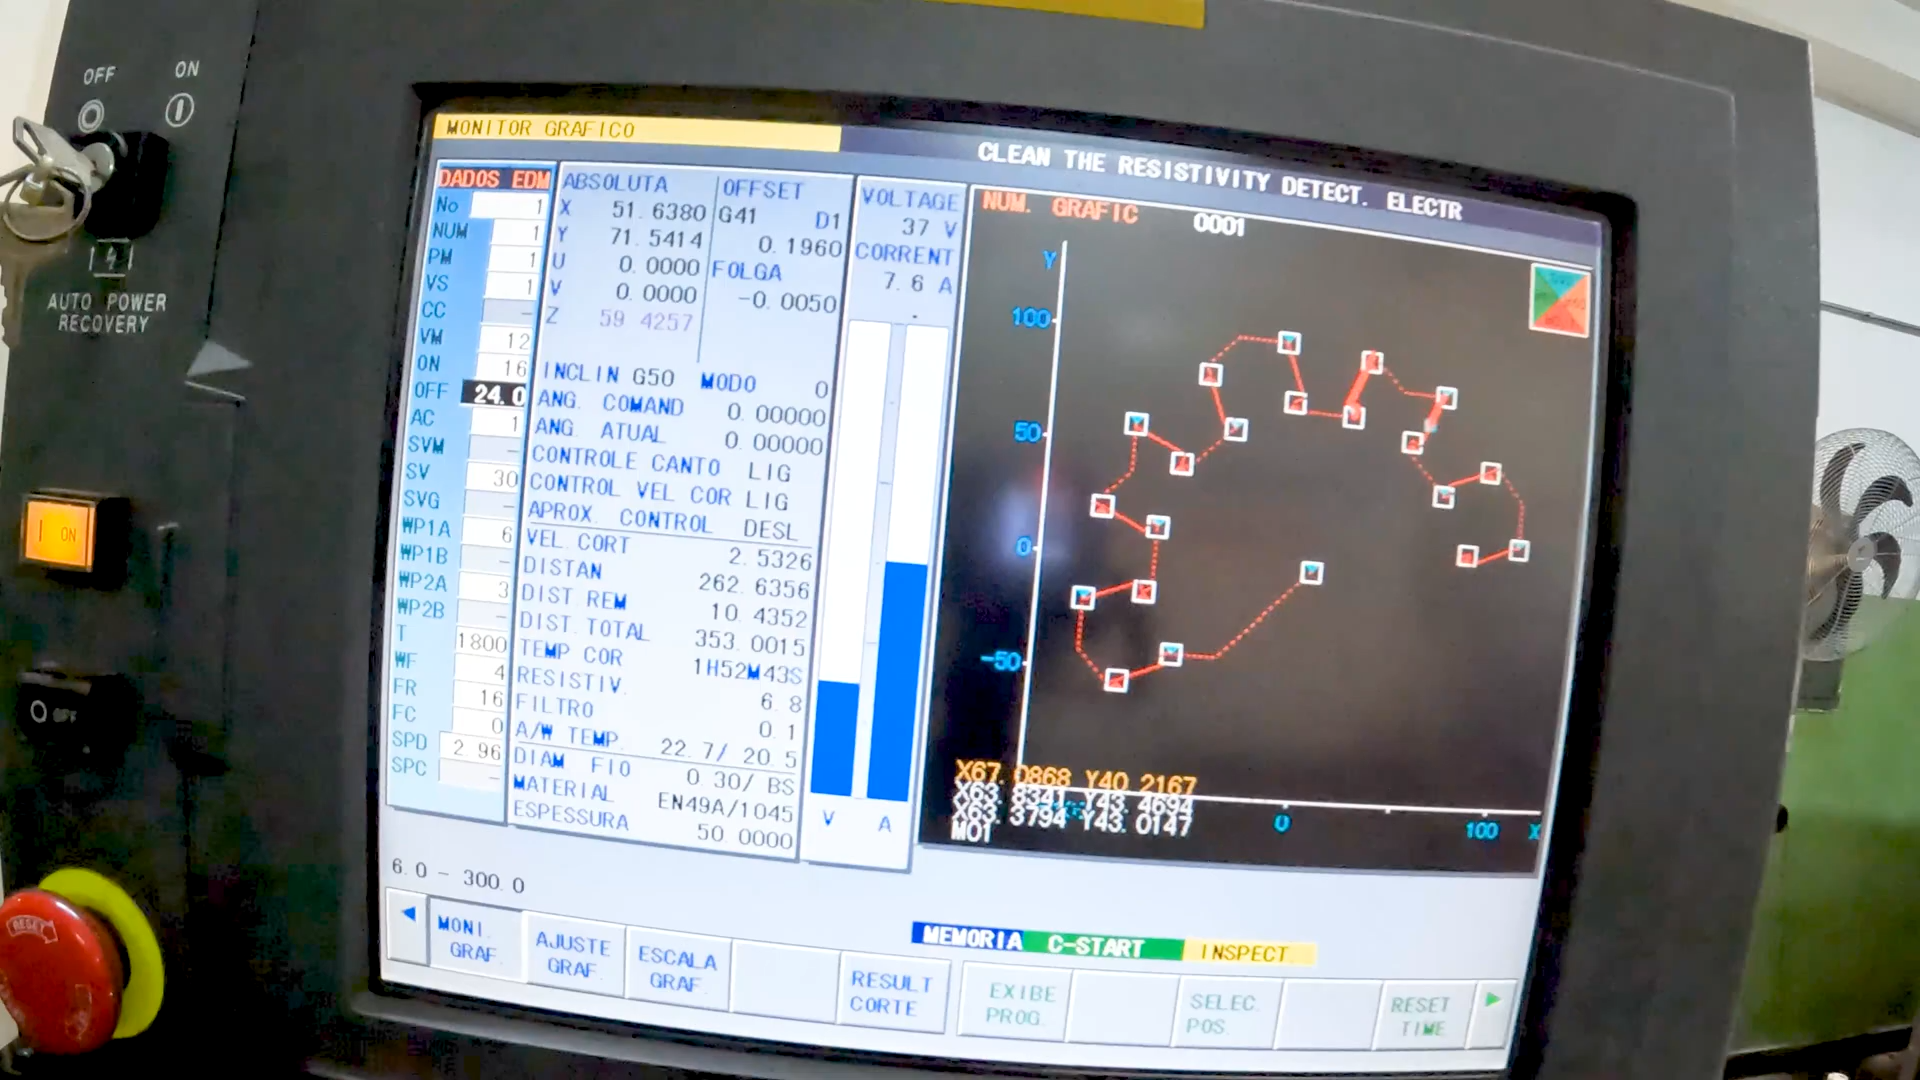 OFF ON
AUTO POWER
RECOVERY
ON
OFF
RESET
MONITOR GRAFICO
CLEAN THE RESISTIVITY DETECT. ELECTR
DADOS EDM
No 1
NUM 1
PM 1
VS 1
CC -
VM 12
ON 16
OFF 24.0
AC 1
SVM -
SV 30
SVG -
WP1A 6
WP1B -
WP2A 3
WP2B -
T 1800
WF 4
FR 16
FC 0
SPD 2.96
SPC -
ABSOLUTA
X 51.6380
Y 71.5414
U 0.0000
V 0.0000
Z 59 4257
OFFSET
G41 D1
0.1960
FOLGA
-0.0050
INCLIN G50 MODO 0
ANG. COMAND 0.00000
ANG. ATUAL 0.00000
CONTROLE CANTO LIG
CONTROL VEL COR LIG
APROX. CONTROL DESL
VEL CORT 2.5326
DISTAN 262.6356
DIST REM 10.4352
DIST.TOTAL 353.0015
TEMP COR 1H52M43S
RESISTIV. 6.8
FILTRO 0.1
A/W TEMP. 22.7/ 20.5
DIAM FIO 0.30/ BS
MATERIAL EN49A/1045
ESPESSURA 50.0000
VOLTAGE
37 V
CORRENT
7.6 A
V A
NUM. GRAFIC 0001
Y
100
50
0
-50
0 100 X
X67.0868 Y40.2167
X63.8341 Y43.4694
X63.3794 Y43.0147
M01
6.0 - 300.0
MEMORIA C-START INSPECT
MONI.
GRAF.
AJUSTE
GRAF.
ESCALA
GRAF.
RESULT
CORTE
EXIBE
PROG.
SELEC.
POS.
RESET
TIME